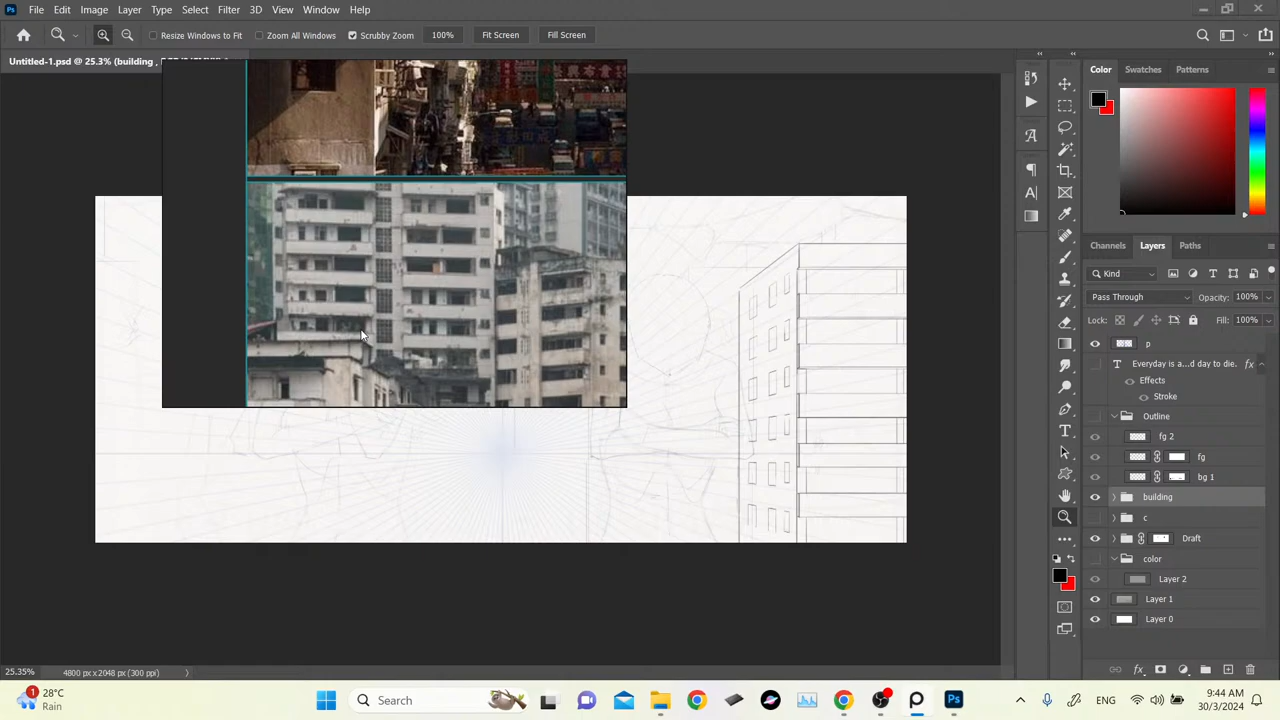 Ps File Edit Image Layer Type Select Filter 3D View Window Help
Resize Windows to Fit Zoom All Windows Scrubby Zoom 100% Fit Screen Fill Screen
Untitled-1.psd @ 25.3% (building ,
Color Swatches Patterns
Channels Layers Paths
Kind
Pass Through Opacity: 100%
Lock: Fill: 100%
p
T Everyday is a...d day to die. fx
Effects
Stroke
Outline
fg 2
fg
bg 1
building
c
Draft
color
Layer 2
Layer 1
Layer 0
25.35% 4800 px x 2048 px (300 ppi)
1 28°C
Rain
Search
ENG
9:44 AM
30/3/2024